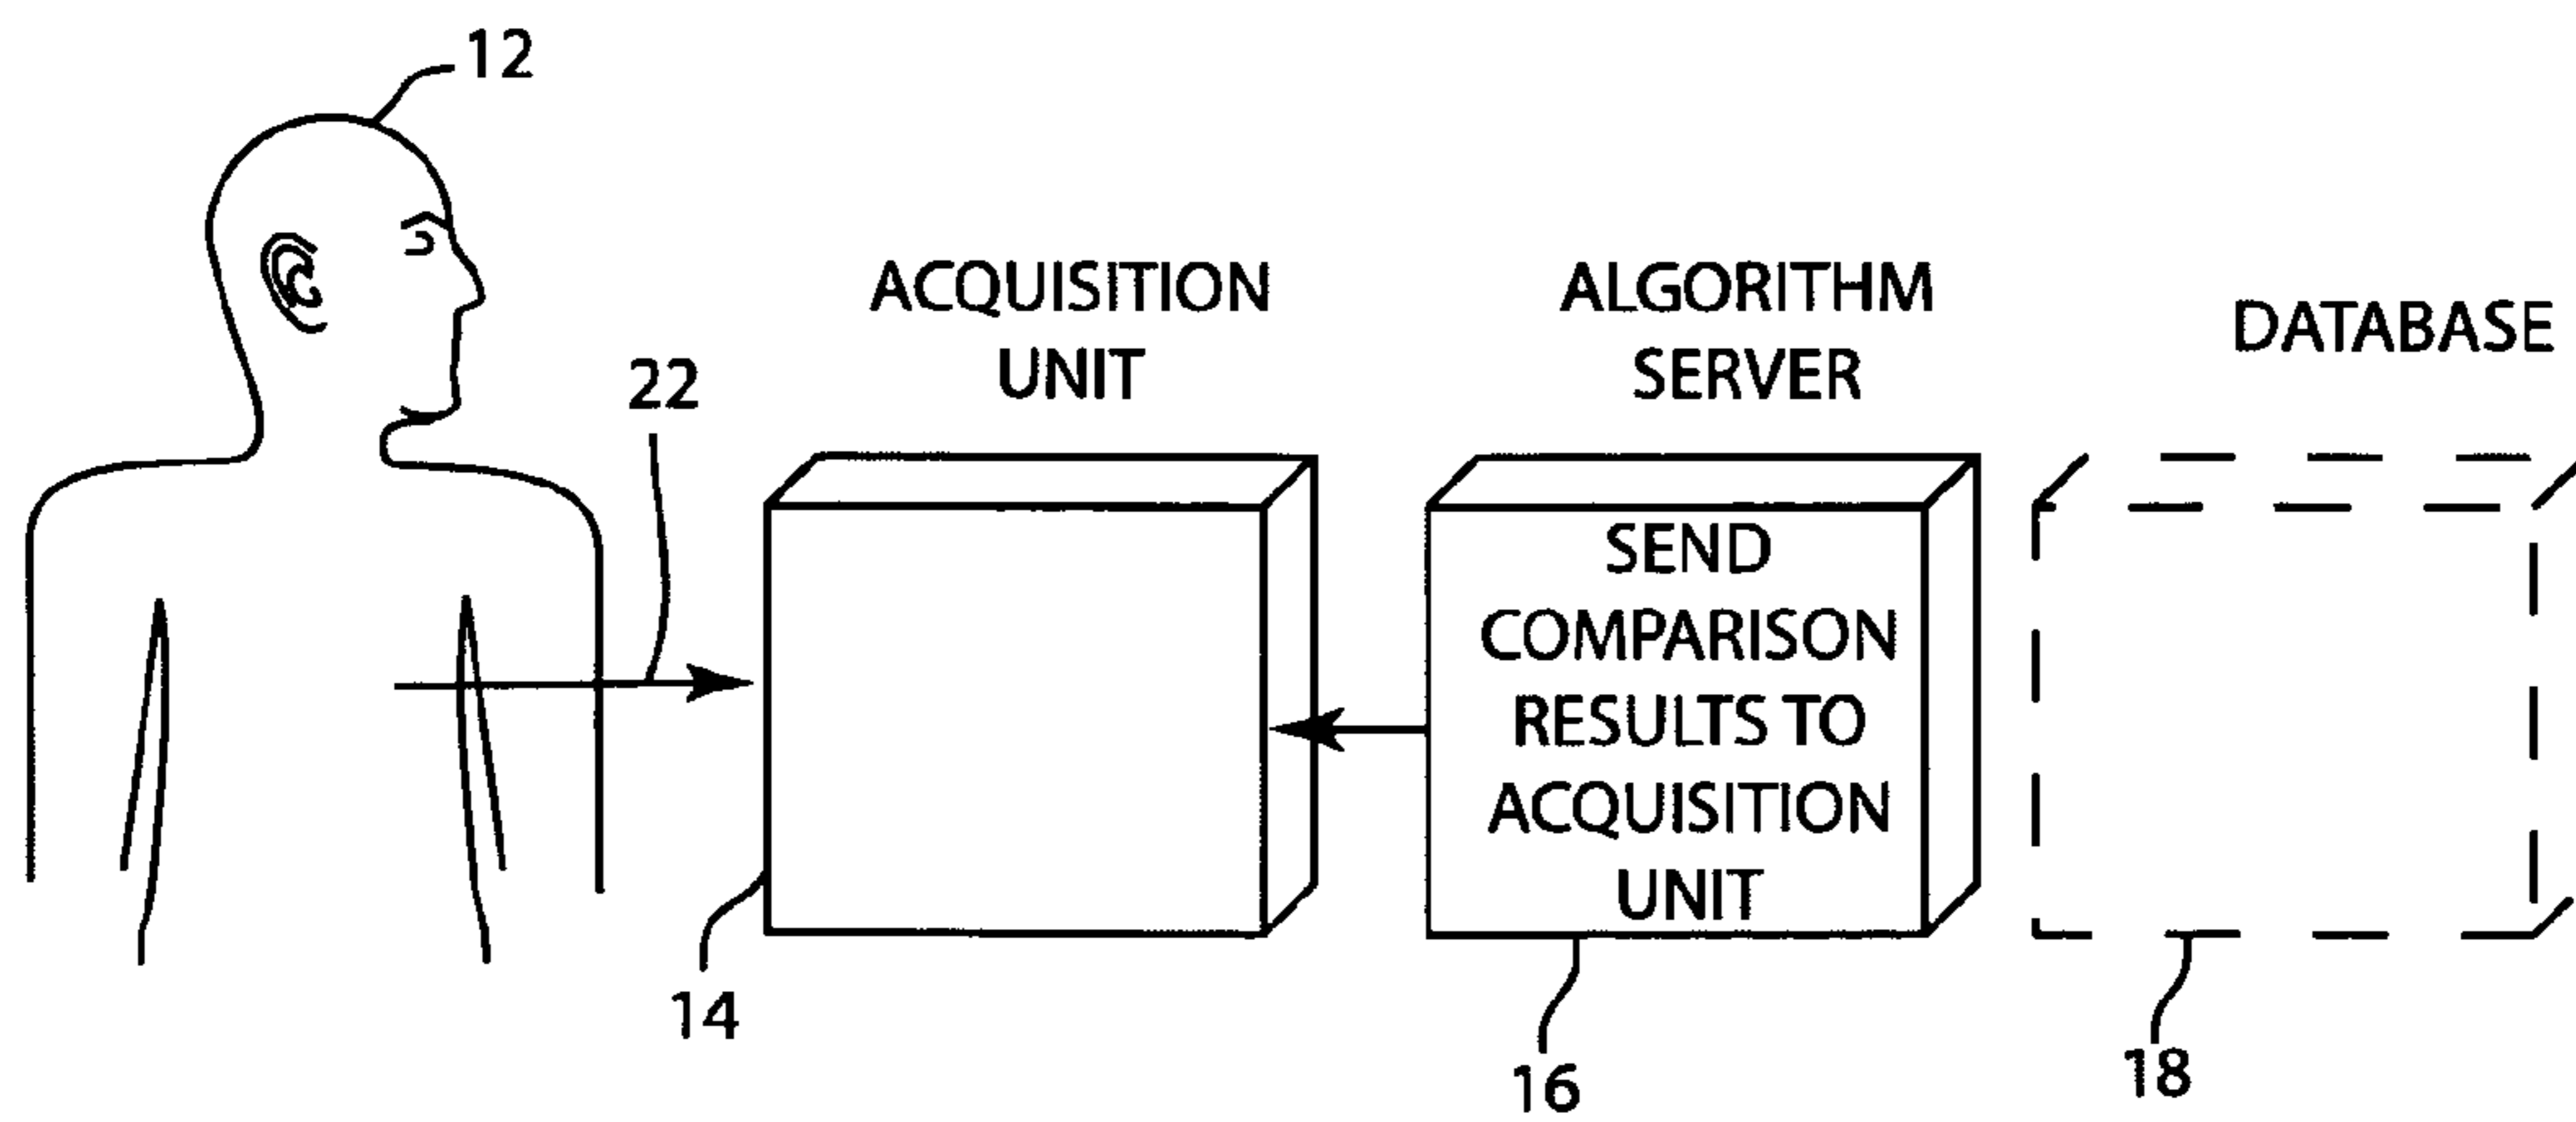 12
ACQUISITION
UNIT
ALGORITHM
SERVER
DATABASE
22
SEND
COMPARISON
RESULTS TO
ACQUISITION
UNIT
14
16
18